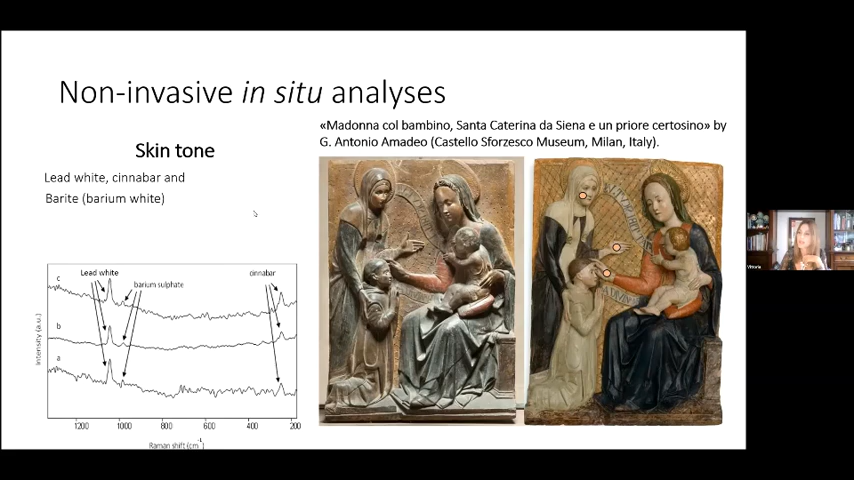 Non-invasive in situ analyses
Skin tone
Lead white, cinnabar and
Barite (barium white)
«Madonna col bambino, Santa Caterina da Siena e un priore certosino» by
G. Antonio Amadeo (Castello Sforzesco Museum, Milan, Italy).
Lead white
barium sulphate
cinnabar
c
b
a
Intensity (a.u.)
1200 1000 800 600 400 200
Raman shift (cm-1)